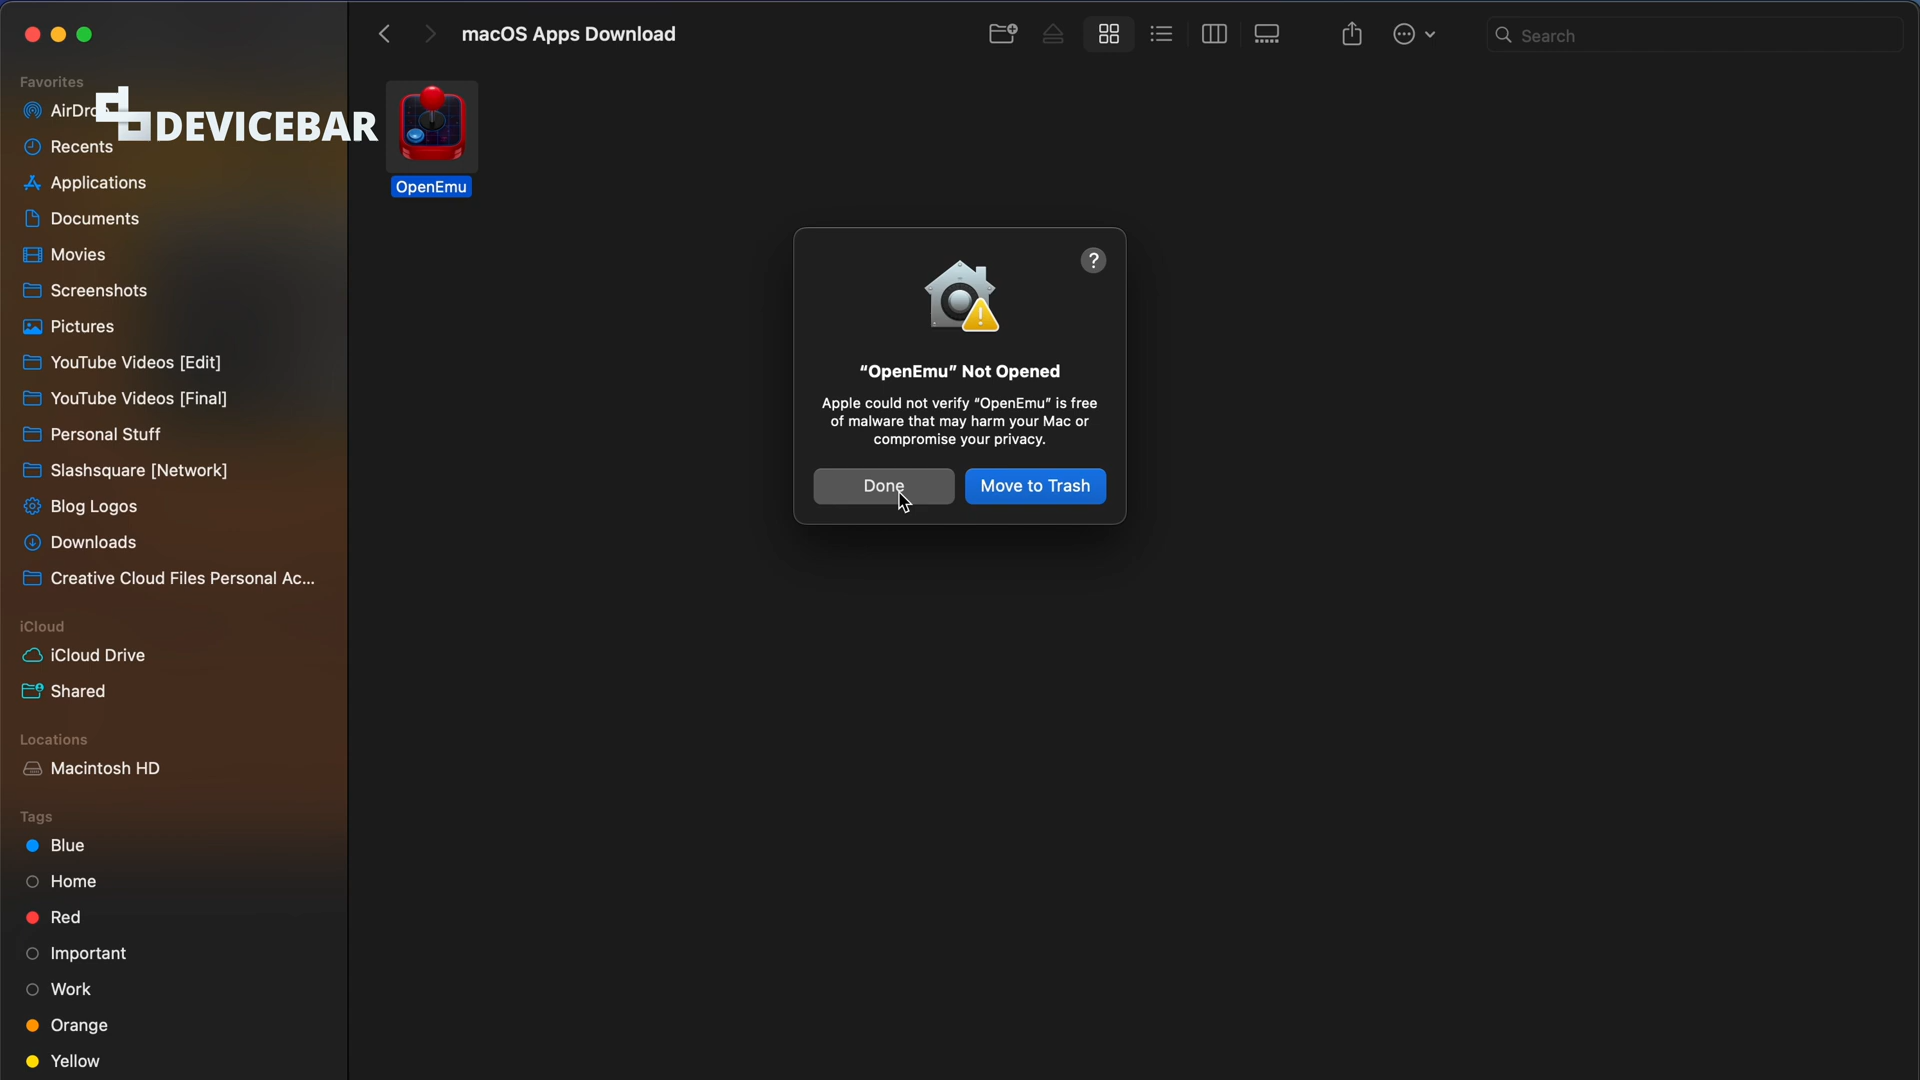 macOS Apps Download
Search
Favorites
AirDro
DEVICEBAR
Recents
Applications
Documents
Movies
Screenshots
Pictures
YouTube Videos [Edit]
YouTube Videos [Final]
Personal Stuff
Slashsquare [Network]
Blog Logos
Downloads
Creative Cloud Files Personal Ac...
iCloud
iCloud Drive
Shared
Locations
Macintosh HD
Tags
Blue
Home
Red
Important
Work
Orange
Yellow
OpenEmu
?
“OpenEmu” Not Opened
Apple could not verify “OpenEmu” is free
of malware that may harm your Mac or
compromise your privacy.
Done
Move to Trash